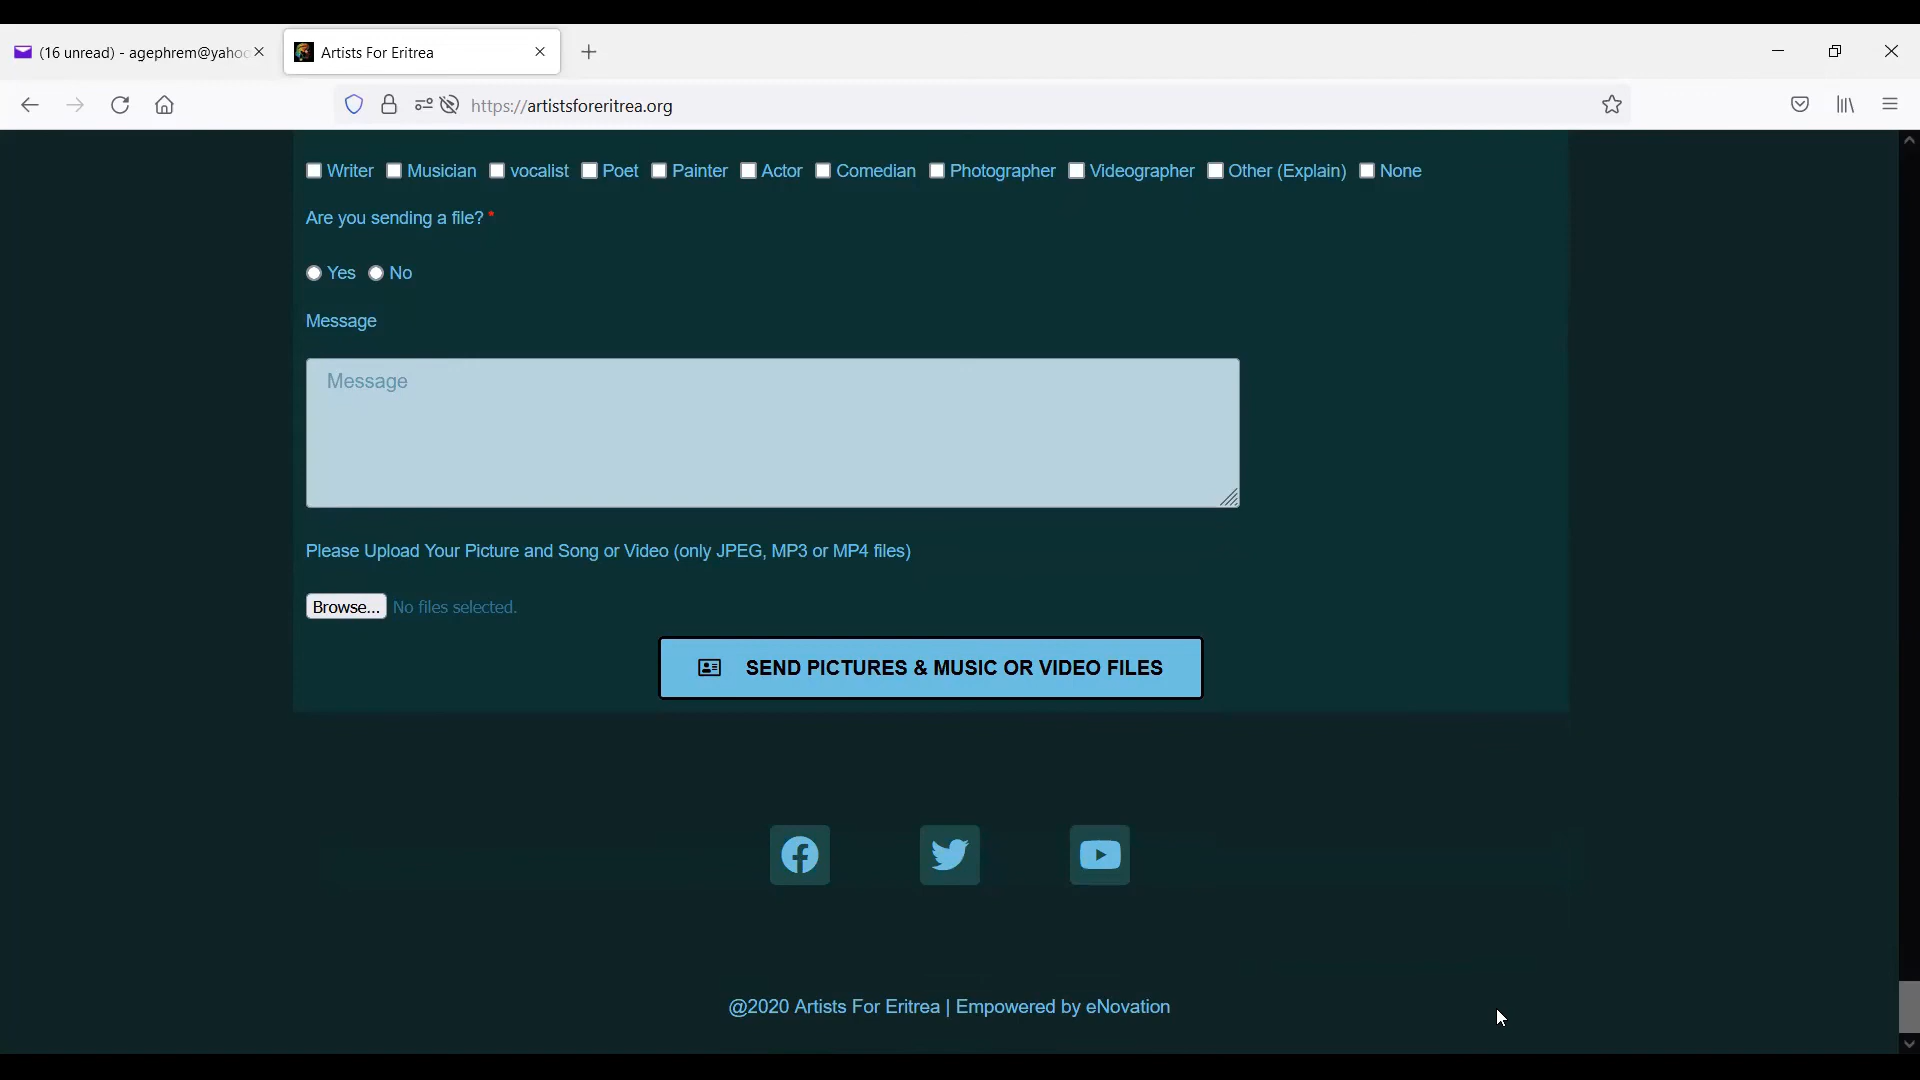 (16 unread) - agephrem@yahoo
Artists For Eritrea
https://artistsforeritrea.org
Writer Musician vocalist Poet Painter Actor Comedian Photographer Videographer Other (Explain) None
Are you sending a file? *
Yes No
Message
Message
Please Upload Your Picture and Song or Video (only JPEG, MP3 or MP4 files)
Browse... No files selected.
SEND PICTURES & MUSIC OR VIDEO FILES
@2020 Artists For Eritrea | Empowered by eNovation